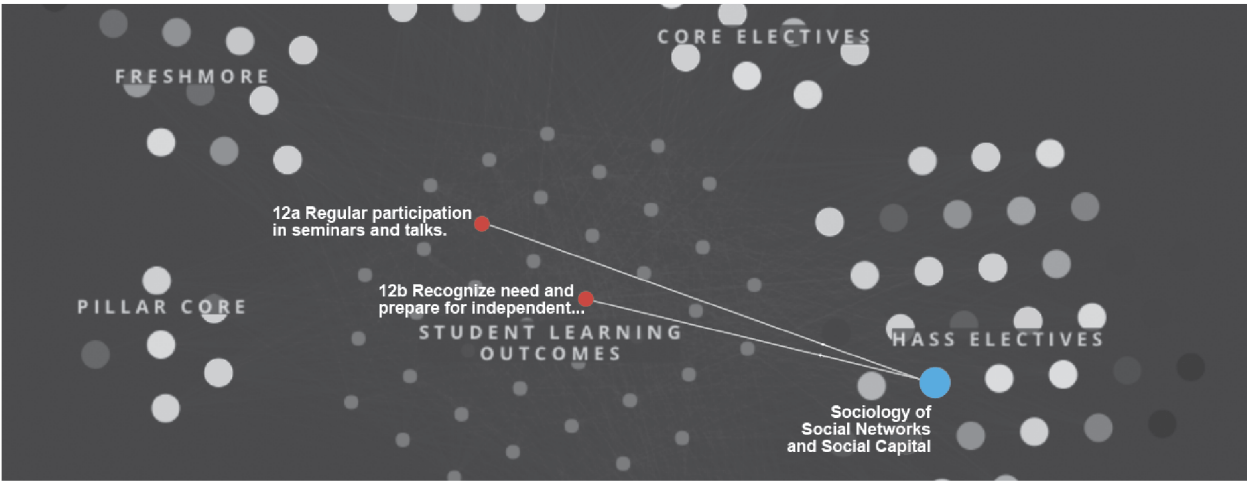 CORE ELECTIVES
FRESHMORE
12a Regular participation
in seminars and talks.
12b Recognize need and
prepare for independent...
PILLAR CORE
STUDENT LEARNING
OUTCOMES
HASS ELECTIVES
Sociology of
Social Networks
and Social Capital